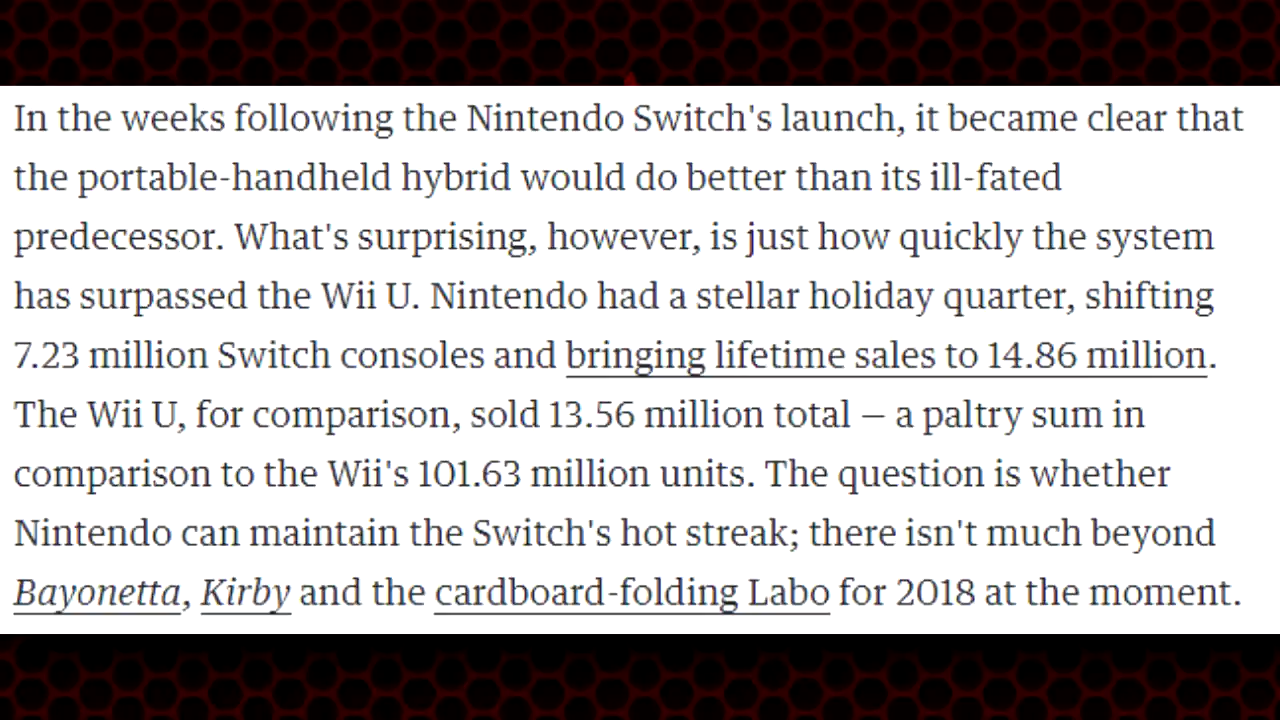 In the weeks following the Nintendo Switch's launch, it became clear that
the portable-handheld hybrid would do better than its ill-fated
predecessor. What's surprising, however, is just how quickly the system
has surpassed the Wii U. Nintendo had a stellar holiday quarter, shifting
7.23 million Switch consoles and bringing lifetime sales to 14.86 million.
The Wii U, for comparison, sold 13.56 million total — a paltry sum in
comparison to the Wii's 101.63 million units. The question is whether
Nintendo can maintain the Switch's hot streak; there isn't much beyond
Bayonetta, Kirby and the cardboard-folding Labo for 2018 at the moment.